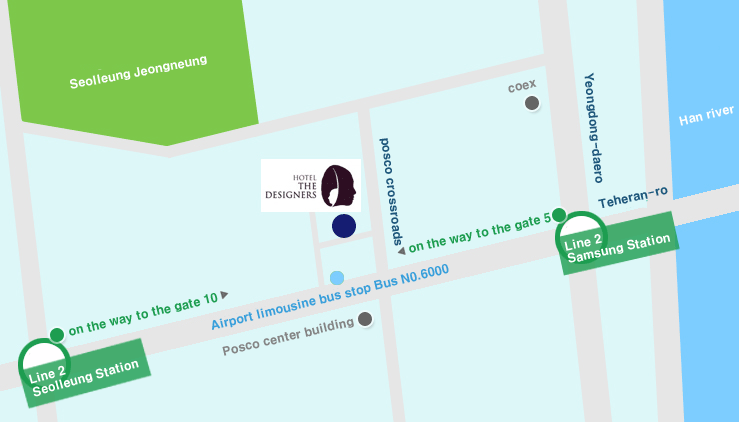 Seolleung Jeongneung
coex
Yeongdong-daero
Han river
posco crossroads
HOTEL
THE
DESIGNERS
Teheran-ro
on the way to the gate 5
Line 2
Samsung Station
on the way to the gate 10
Airport limousine bus stop Bus N0.6000
Posco center building
Line 2
Seolleung Station